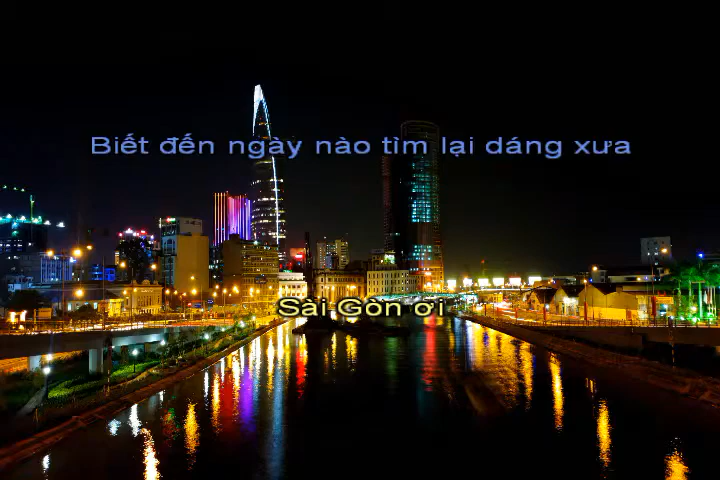 Biết đến ngày nào tìm lại dáng xưa
Sài Gòn ơi